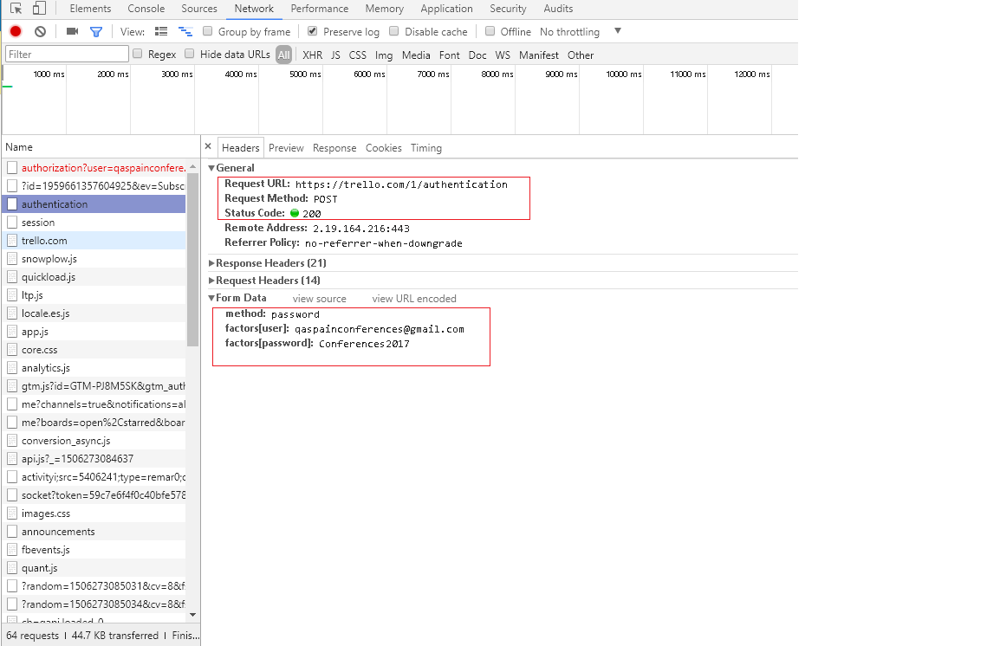 Elements Console Sources Network Performance Memory Application Security Audits
View: Group by frame Preserve log Disable cache Offline No throttling
Filter Regex Hide data URLs All XHR JS CSS Img Media Font Doc WS Manifest Other
1000 ms 2000 ms 3000 ms 4000 ms 5000 ms 6000 ms 7000 ms 8000 ms 9000 ms 10000 ms 11000 ms 12000 ms
Name
authorization?user=qaspainconfere.
?id=1959661357604925&ev=Subscr
authentication
session
trello.com
snowplow.js
quickload.js
ltp.js
locale.es.js
app.js
core.css
analytics.js
gtm.js?id=GTM-PJ8M5SK&gtm_auth
me?channels=true&notifications=al
me?boards=open%2Cstarred&boar
conversion_async.js
api.js?_=1506273084637
activityi;src=5406241;type=remar0;c
socket?token=59c7e6f4f0c40bfe578
images.css
announcements
fbevents.js
quant.js
?random=1506273085031&cv=8&f
?random=1506273085034&cv=8&f
cb=gapi.loaded_0
64 requests | 44.7 KB transferred | Finis...
× Headers Preview Response Cookies Timing
General
Request URL: https://trello.com/1/authentication
Request Method: POST
Status Code: 200
Remote Address: 2.19.164.216:443
Referrer Policy: no-referrer-when-downgrade
Response Headers (21)
Request Headers (14)
Form Data view source view URL encoded
method: password
factors[user]: qaspainconferences@gmail.com
factors[password]: Conferences2017